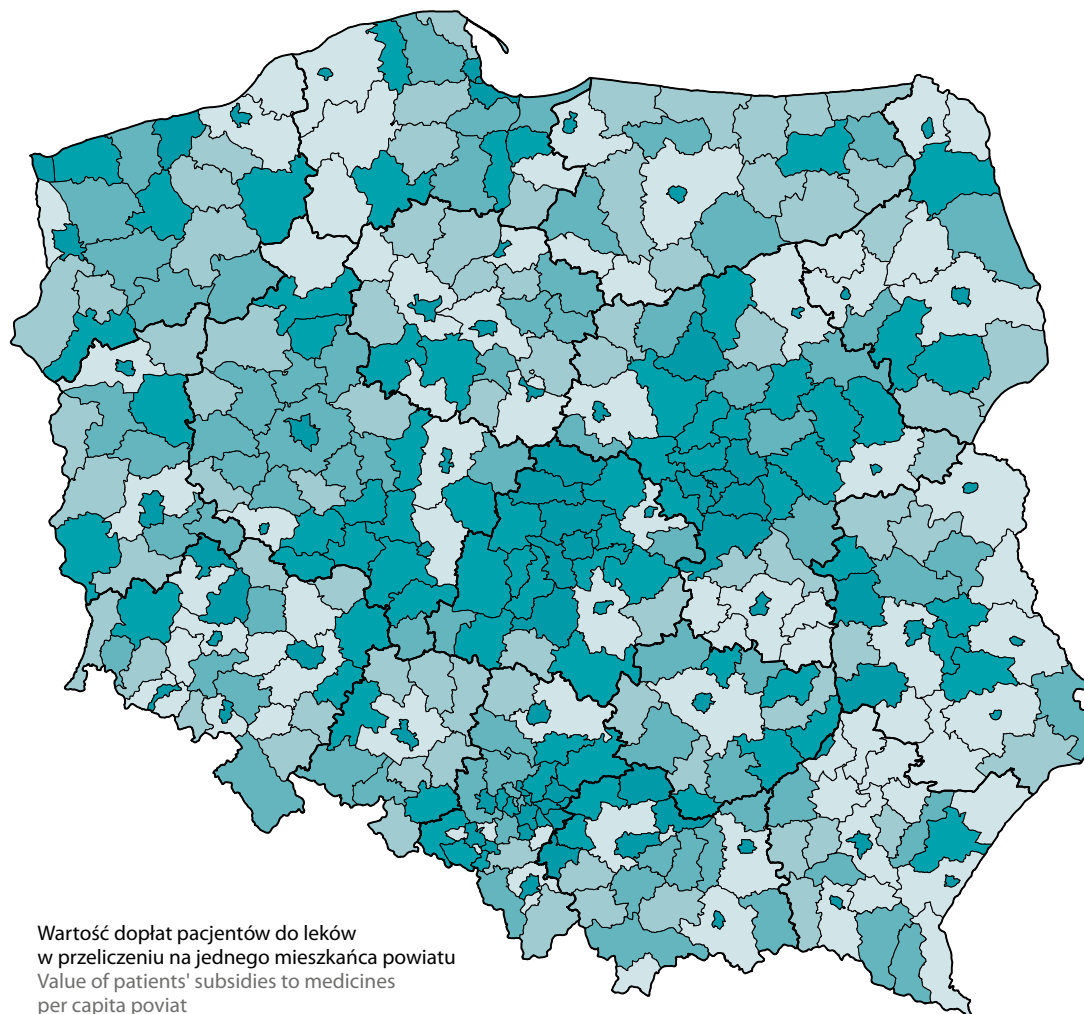 Wartość dopłat pacjentów do leków
w przeliczeniu na jednego mieszkańca powiatu
Value of patients' subsidies to medicines
per capita poviat